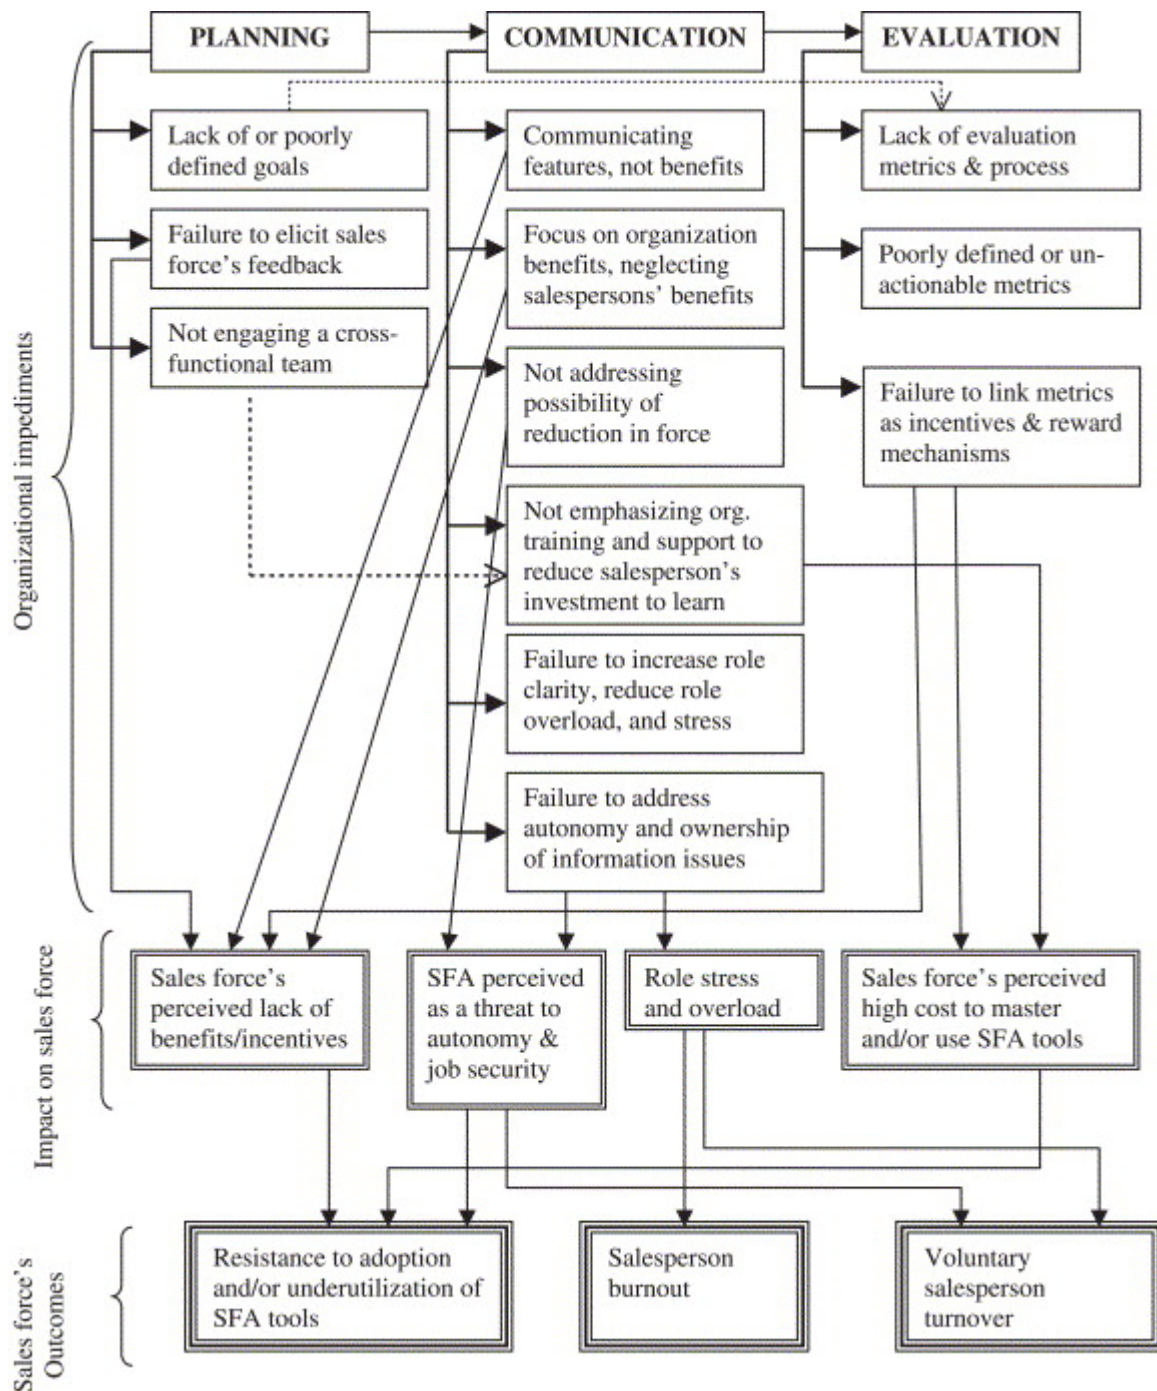 PLANNING
COMMUNICATION
EVALUATION
Organizational impediments
Lack of or poorly
defined goals
Failure to elicit sales
force's feedback
Not engaging a cross-
functional team
Communicating
features, not benefits
Focus on organization
benefits, neglecting
salespersons' benefits
Not addressing
possibility of
reduction in force
Not emphasizing org.
training and support to
reduce salesperson's
investment to learn
Failure to increase role
clarity, reduce role
overload, and stress
Failure to address
autonomy and ownership
of information issues
Lack of evaluation
metrics & process
Poorly defined or un-
actionable metrics
Failure to link metrics
as incentives & reward
mechanisms
Impact on sales force
Sales force's
perceived lack of
benefits/incentives
SFA perceived
as a threat to
autonomy &
job security
Role stress
and overload
Sales force's perceived
high cost to master
and/or use SFA tools
Sales force's
Outcomes
Resistance to adoption
and/or underutilization of
SFA tools
Salesperson
burnout
Voluntary
salesperson
turnover